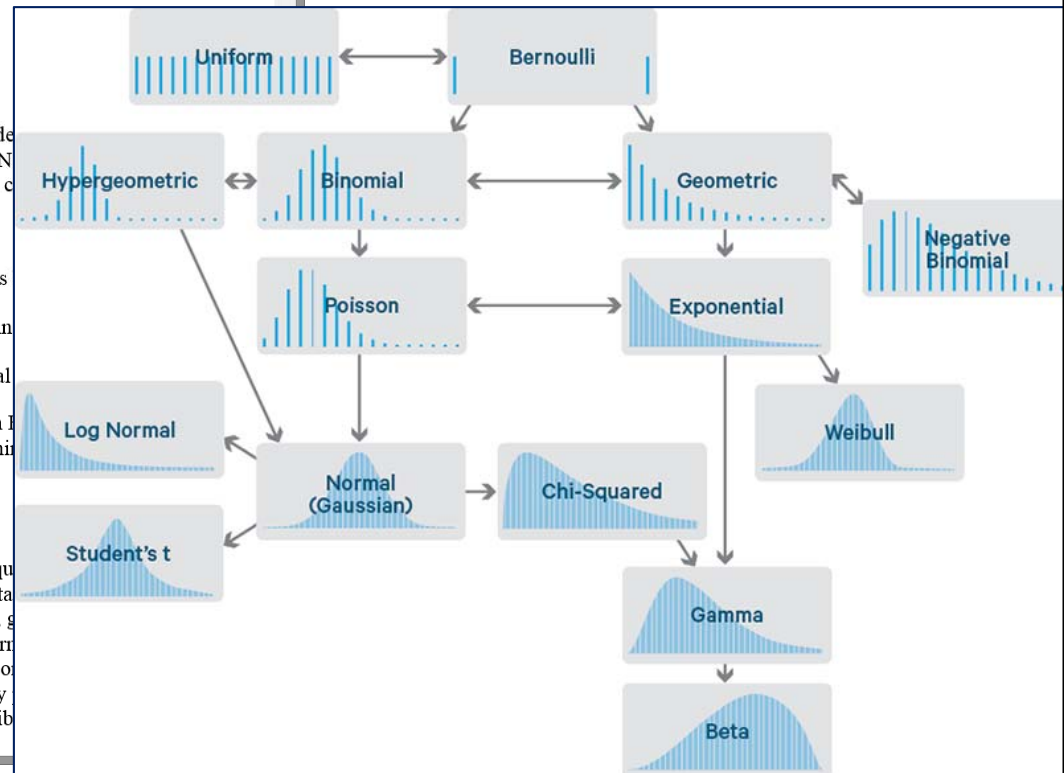 Uniform
Bernoulli
Hypergeometric
Binomial
Geometric
Negative
Binomial
Poisson
Exponential
Log Normal
Weibull
Normal
(Gaussian)
Chi-Squared
Student's t
Gamma
Beta